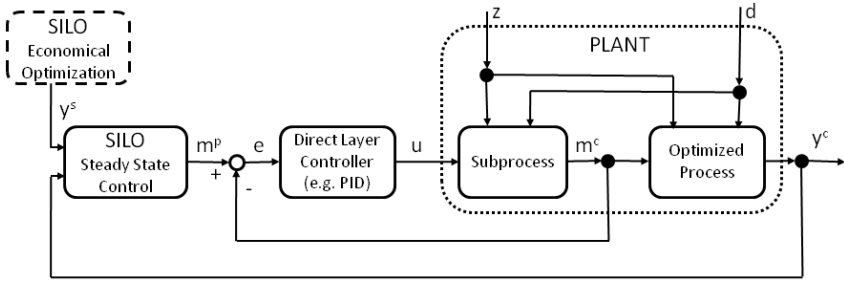 SILO
Economical
Optimization
y^s
SILO
Steady State
Control
m^p
+
-
e
Direct Layer
Controller
(e.g. PID)
u
PLANT
z
d
Subprocess
m^c
Optimized
Process
y^c